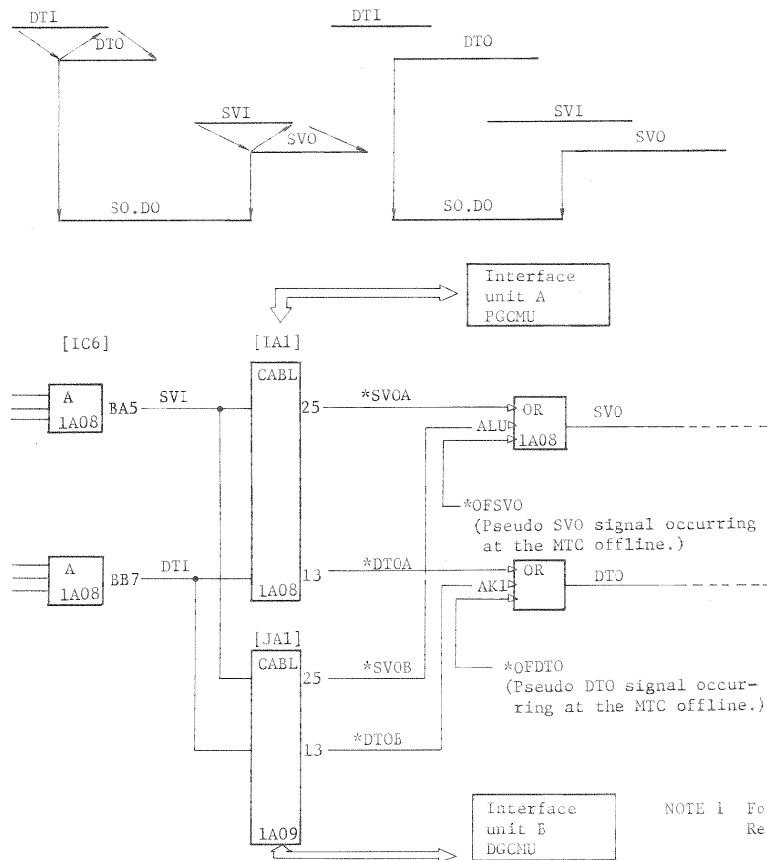 DTI
DTI
DTO
DTO
SVI
SVI
SVO
SVO
SO.DO
SO.DO
Interface
unit A
PGCMU
[IC6]
[IA1]
CABL
A
1A08
BA5
SVI
25
*SVOA
OR
SVO
ALU
1A08
*OFSVO
(Pseudo SVO signal occurring
at the MTC offline.)
A
1A08
BB7
DTI
1A08
13
*DTOA
OR
DTO
AK1
[JA1]
CABL
25
*SVOB
*OFDTO
(Pseudo DTO signal occur-
ring at the MTC offline.)
13
*DTOB
1A09
Interface
unit B
DGCMU
NOTE 1 Fo
Re